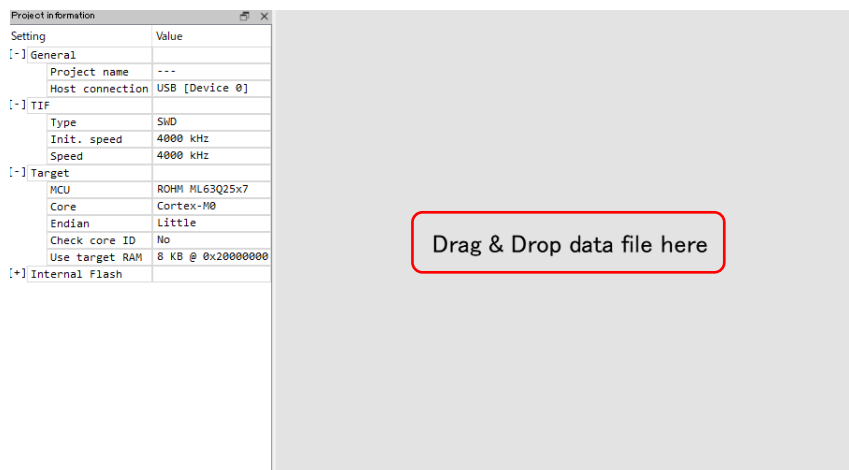 Project information
Setting Value
[-] General
Project name ---
Host connection USB [Device 0]
[-] TIF
Type SWD
Init. speed 4000 kHz
Speed 4000 kHz
[-] Target
MCU ROHM ML63Q25x7
Core Cortex-M0
Endian Little
Check core ID No
Use target RAM 8 KB @ 0x20000000
[+] Internal Flash
Drag & Drop data file here